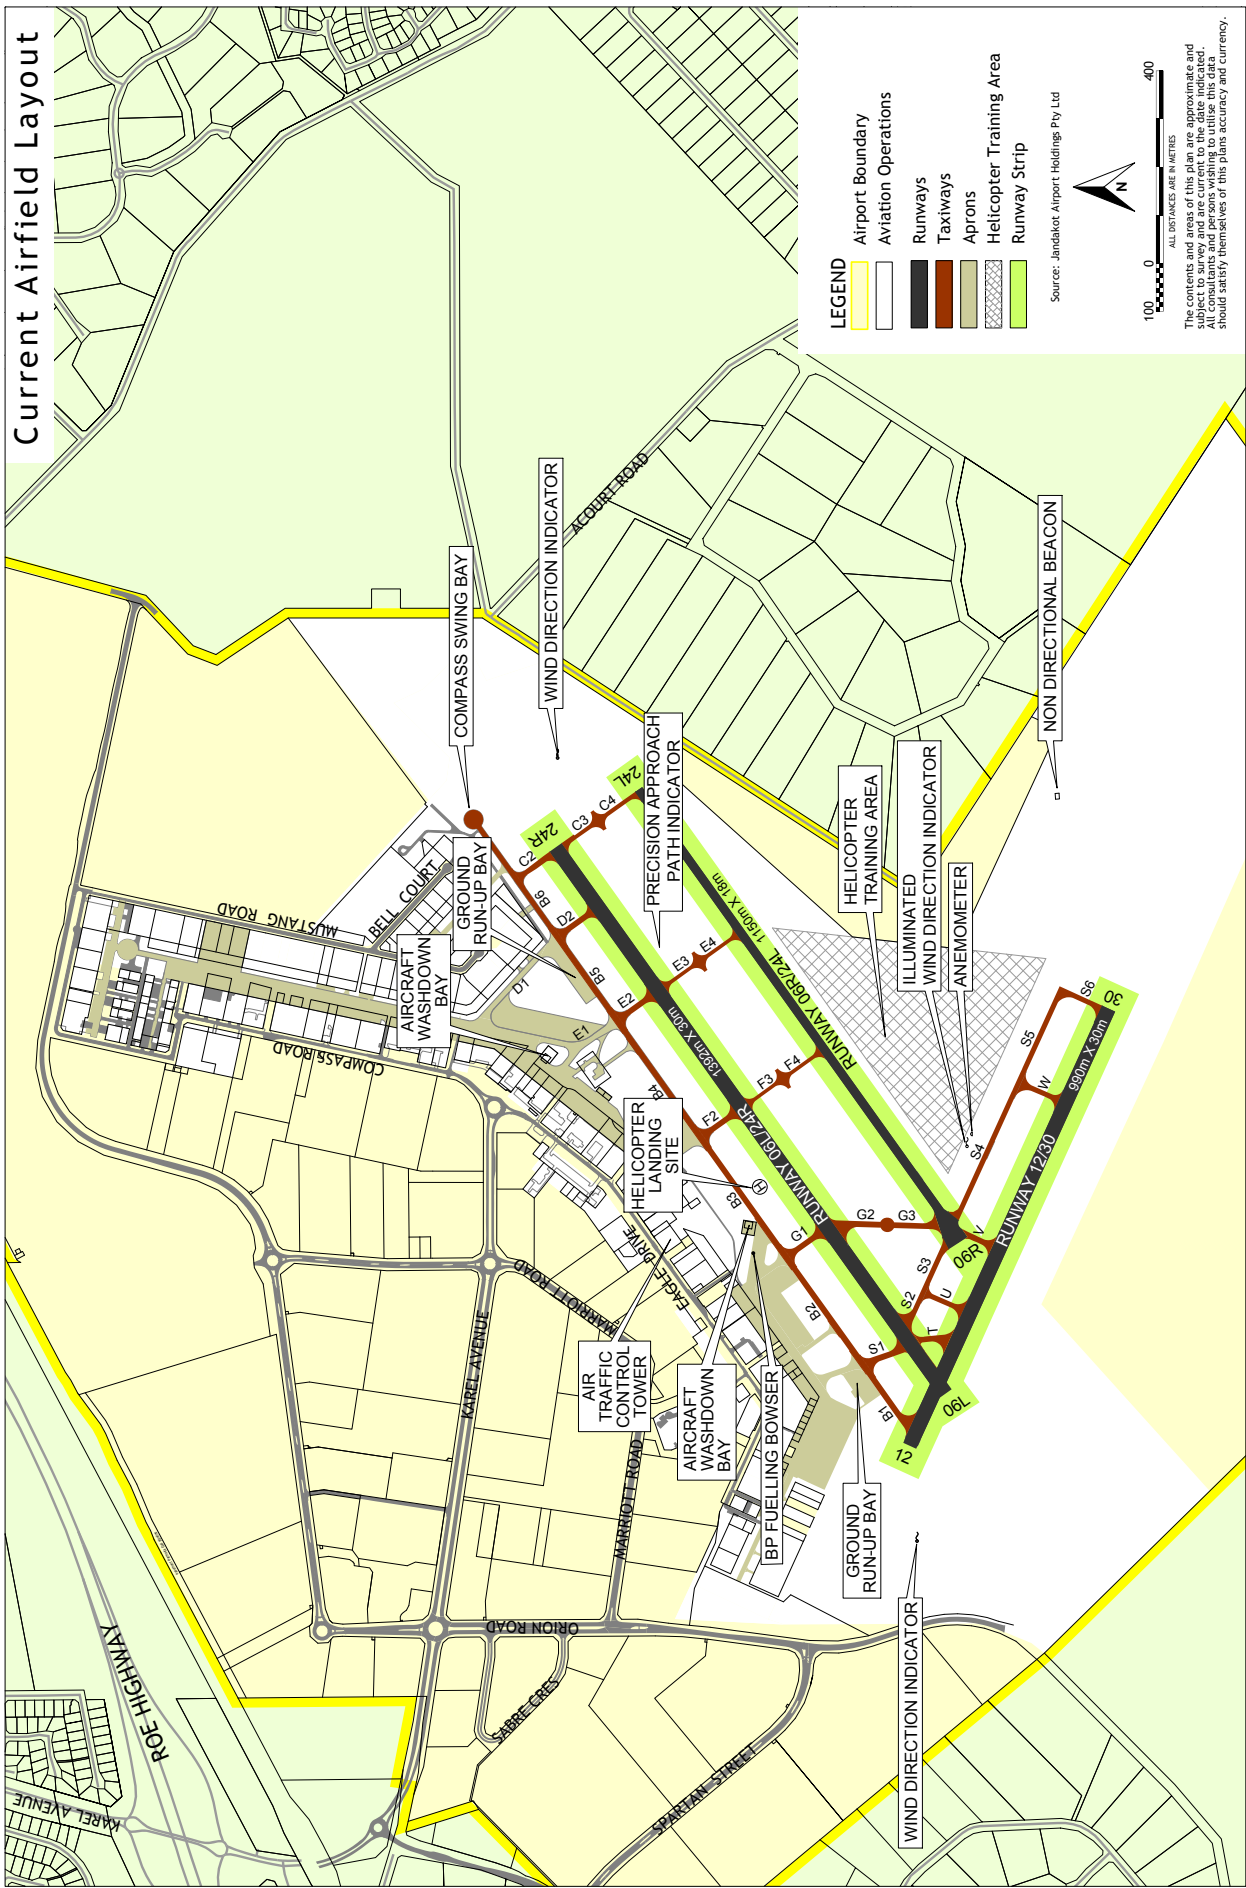 Current Airfield Layout
LEGEND
Airport Boundary
Aviation Operations
Runways
Taxiways
Aprons
Helicopter Training Area
Runway Strip
Source: Jandakot Airport Holdings Pty Ltd
N
100
0
400
ALL DISTANCES ARE IN METRES
The contents and areas of this plan are approximate and
subject to survey and are current to the date indicated.
All consultants and persons wishing to utilise this data
should satisfy themselves of this plans accuracy and currency.
ROE HIGHWAY
KAREL AVENUE
KAREL AVENUE
ORION ROAD
SABRE CRES
SPARTAN STREET
MARRIOTT ROAD
MARRIOTT ROAD
EAGLE DRIVE
COMPASS ROAD
MUSTANG ROAD
BELL COURT
ACOURT ROAD
COMPASS SWING BAY
WIND DIRECTION INDICATOR
GROUND
RUN-UP BAY
AIRCRAFT
WASHDOWN
BAY
PRECISION APPROACH
PATH INDICATOR
HELICOPTER
TRAINING AREA
ILLUMINATED
WIND DIRECTION INDICATOR
ANEMOMETER
NON DIRECTIONAL BEACON
HELICOPTER
LANDING
SITE
H
AIR
TRAFFIC
CONTROL
TOWER
AIRCRAFT
WASHDOWN
BAY
BP FUELLING BOWSER
GROUND
RUN-UP BAY
WIND DIRECTION INDICATOR
RUNWAY 06L/24R
1392m X 30m
RUNWAY 06R/24L
1150m X 18m
RUNWAY 12/30
990m X 30m
24R
24L
06L
06R
12
30
B1
B2
B3
B4
B5
B6
C2
C3
C4
D1
D2
E1
E2
E3
E4
F2
F3
F4
G1
G2
G3
S1
S2
S3
S4
S5
S6
T
U
V
W